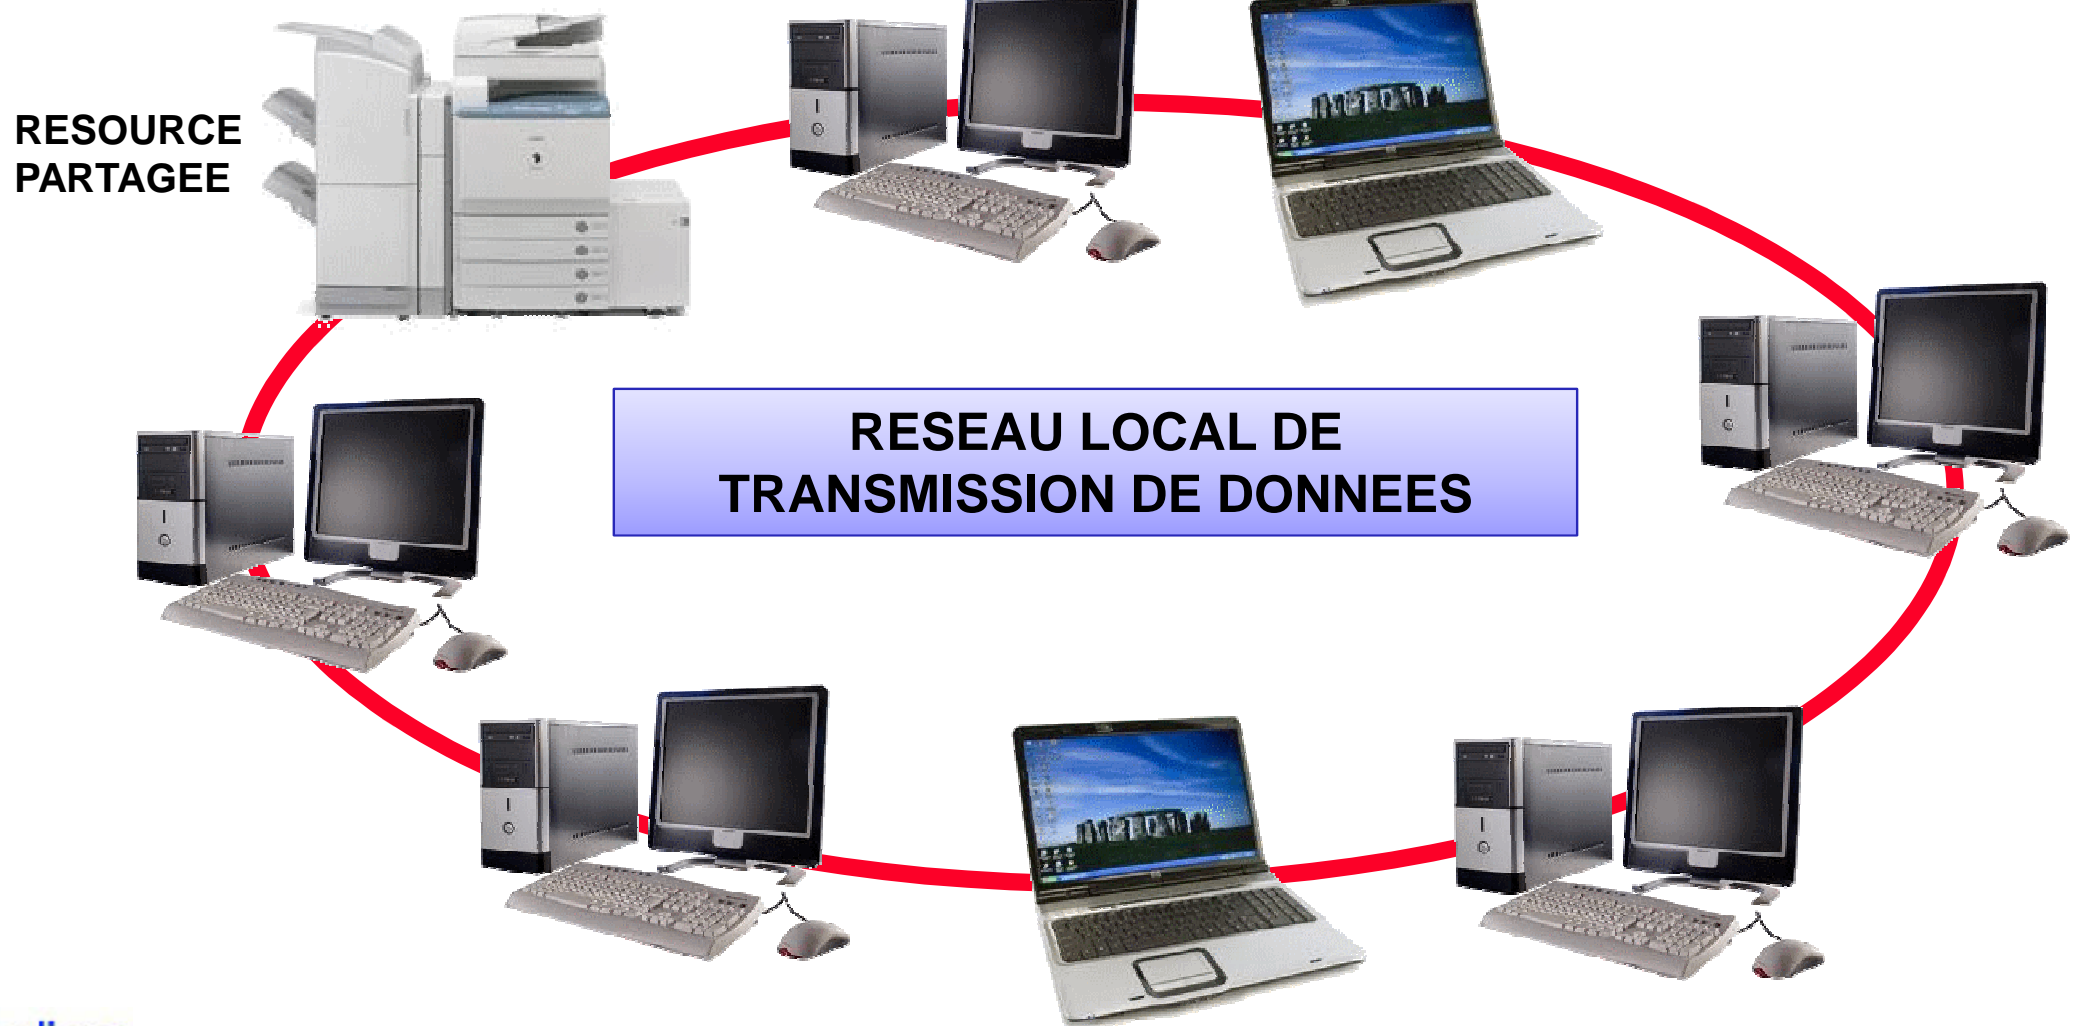 RESOURCE
PARTAGEE
RESEAU LOCAL DE
TRANSMISSION DE DONNEES